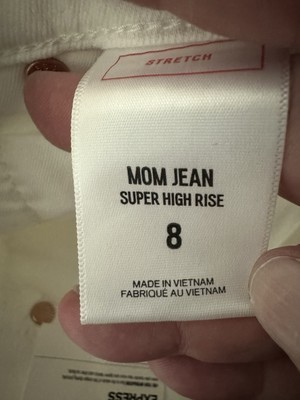 STRETCH
MOM JEAN
SUPER HIGH RISE
8
MADE IN VIETNAM
FABRIQUÉ AU VIETNAM
EXPRESS